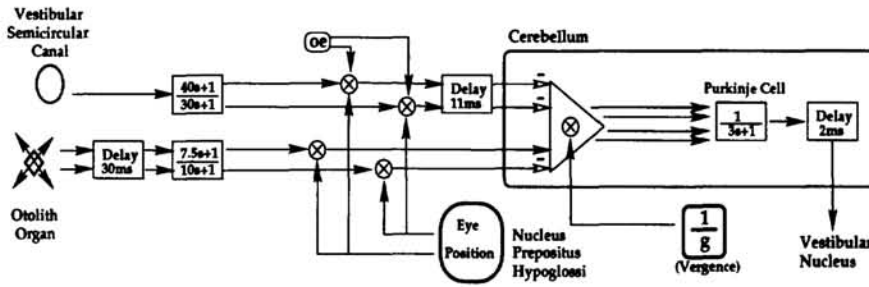 Vestibular
Semicircular
Canal
oe
Cerebellum
40s+1
30s+1
Delay
11ms
Purkinje Cell
1
3s+1
Delay
2ms
Delay
30ms
7.5s+1
10s+1
Otolith
Organ
Eye
Position
Nucleus
Prepositus
Hypoglossi
1
g
(Vergence)
Vestibular
Nucleus